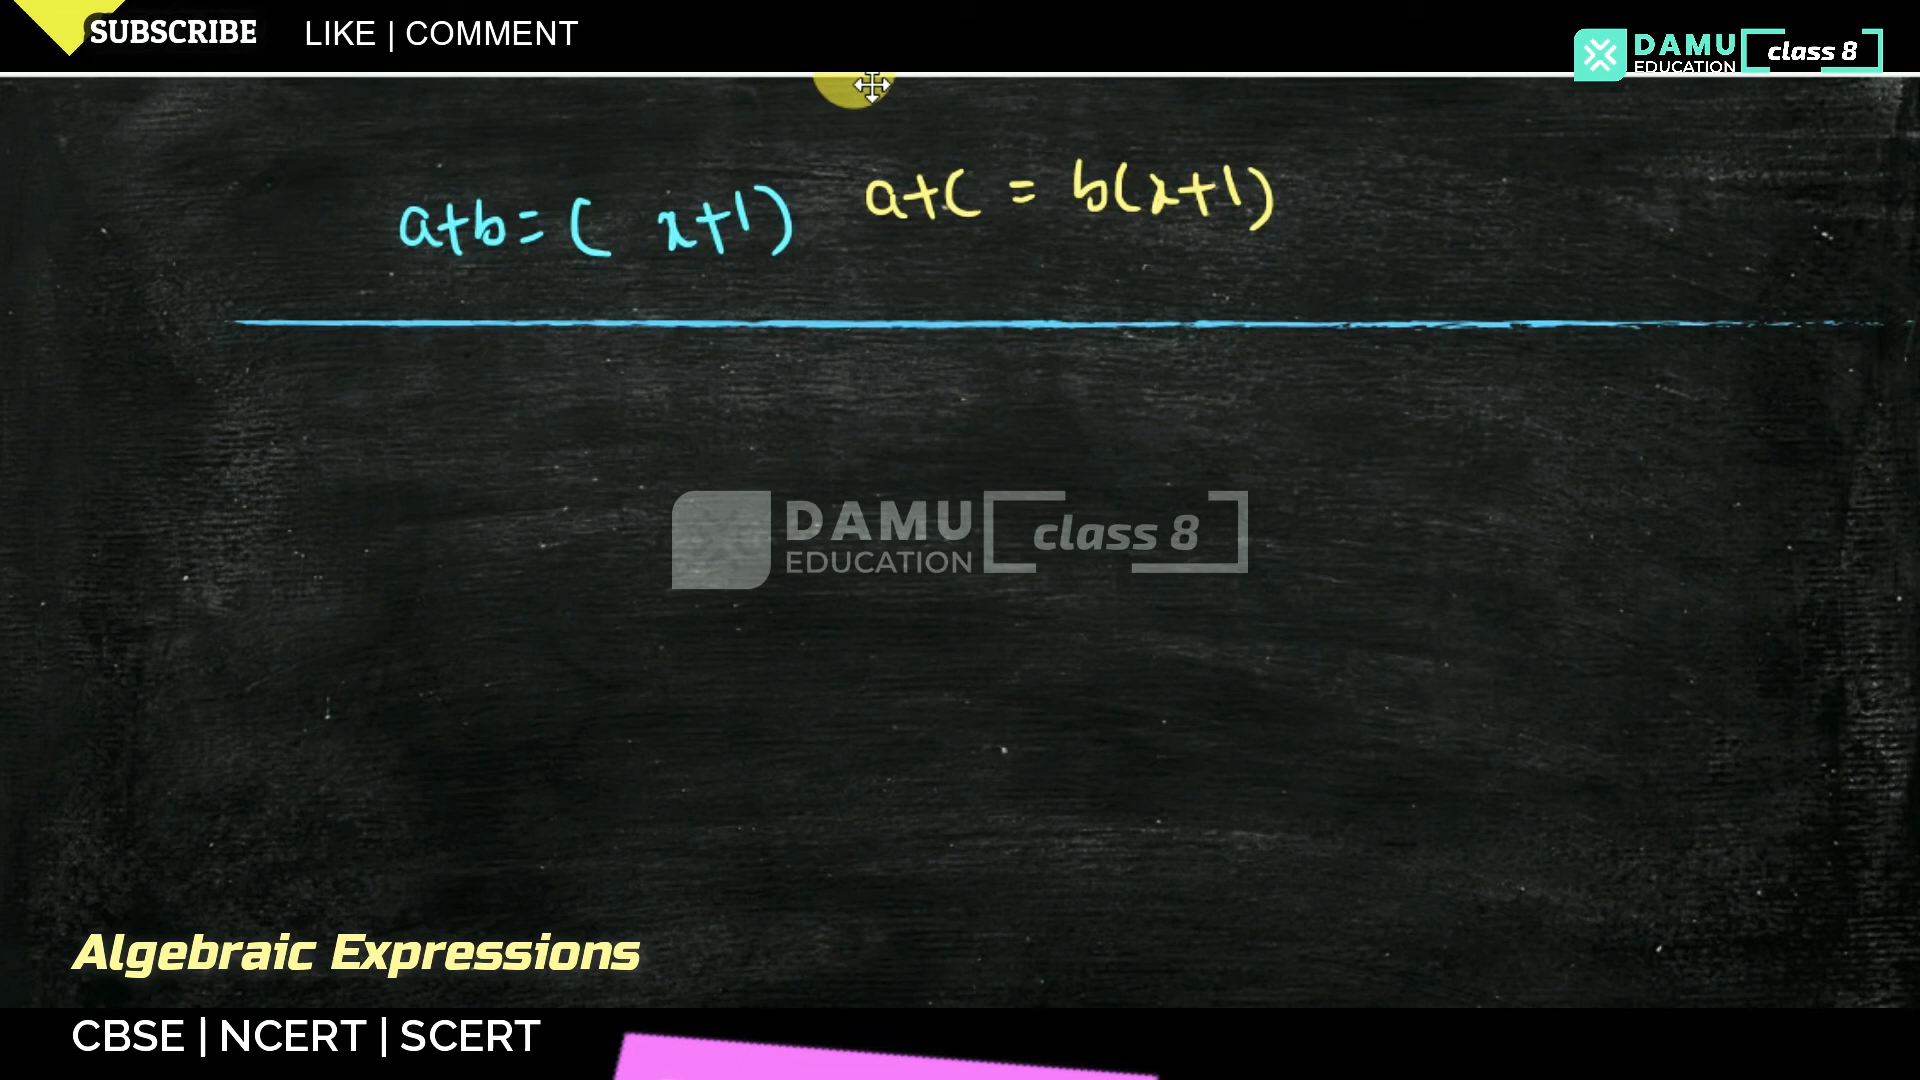 SUBSCRIBE LIKE | COMMENT
DAMU EDUCATION class 8
a+b=( x+1) a+c = b(x+1)
DAMU EDUCATION class 8
Algebraic Expressions
CBSE | NCERT | SCERT